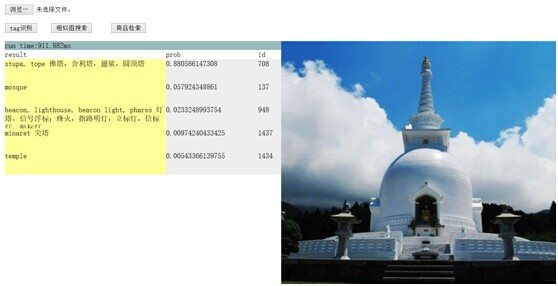 浏览… 未选择文件。
tag识别 相似图搜索 商品检索
run time:911.882ms
result prob id
stupa, tope 佛塔, 舍利塔, 翅鲨, 圆顶塔 0.880586147308 708
mosque 0.057924348861 137
beacon, lighthouse, beacon light, pharos 灯 0.0233248993754 948
塔, 信号浮标; 烽火, 指路明灯, 立标灯, 信标
minaret 尖塔 0.00974240433425 1437
temple 0.00543366139755 1434